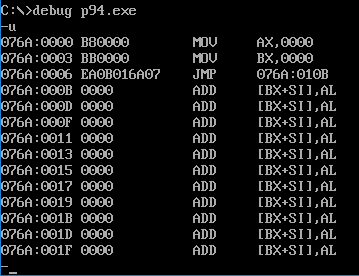 C:\>debug p94.exe
-u
076A:0000 B80000 MOV AX,0000
076A:0003 BB0000 MOV BX,0000
076A:0006 EA0B016A07 JMP 076A:010B
076A:000B 0000 ADD [BX+SI],AL
076A:000D 0000 ADD [BX+SI],AL
076A:000F 0000 ADD [BX+SI],AL
076A:0011 0000 ADD [BX+SI],AL
076A:0013 0000 ADD [BX+SI],AL
076A:0015 0000 ADD [BX+SI],AL
076A:0017 0000 ADD [BX+SI],AL
076A:0019 0000 ADD [BX+SI],AL
076A:001B 0000 ADD [BX+SI],AL
076A:001D 0000 ADD [BX+SI],AL
076A:001F 0000 ADD [BX+SI],AL
-_